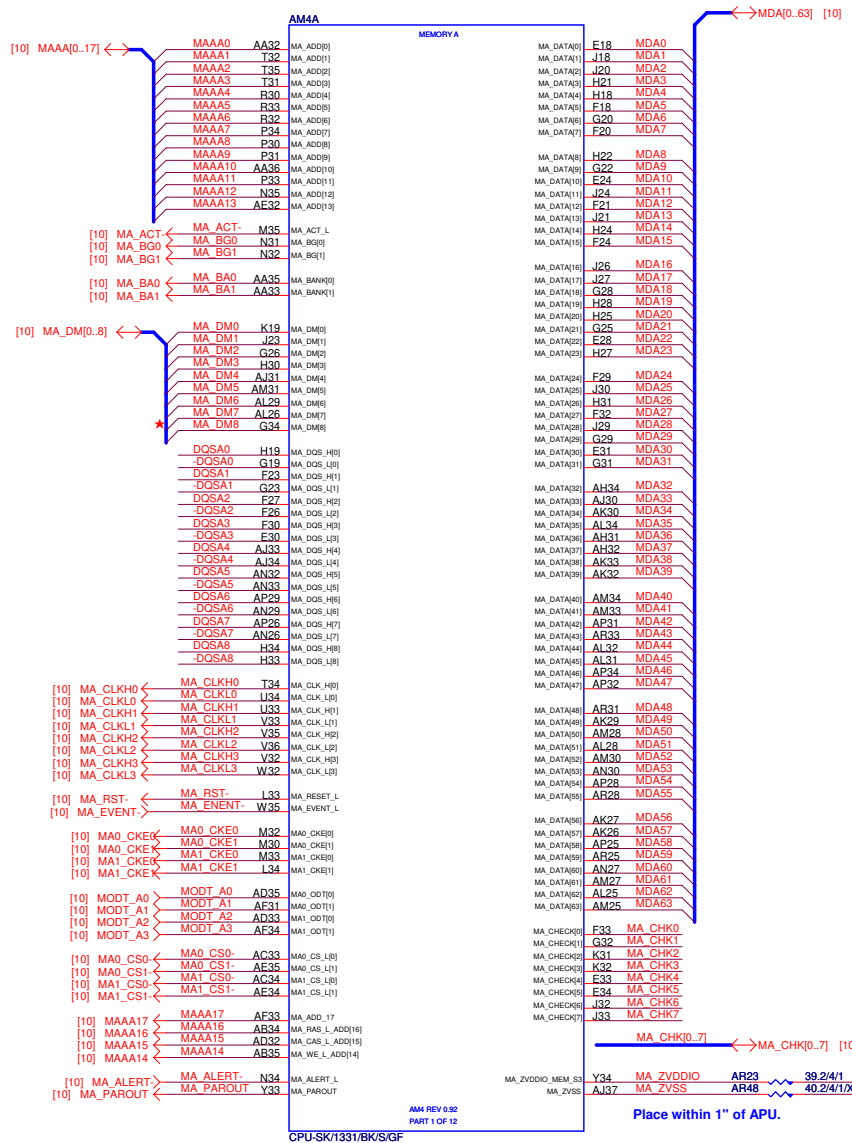 AM4A
MEMORY A
MDA[0..63] [10]
[10] MAAA[0..17]
MAAA0 AA32 MA_ADD[0] MA_DATA[0] E18 MDA0
MAAA1 T32 MA_ADD[1] MA_DATA[1] J18 MDA1
MAAA2 T35 MA_ADD[2] MA_DATA[2] J20 MDA2
MAAA3 T31 MA_ADD[3] MA_DATA[3] H21 MDA3
MAAA4 R30 MA_ADD[4] MA_DATA[4] H18 MDA4
MAAA5 R33 MA_ADD[5] MA_DATA[5] F18 MDA5
MAAA6 R32 MA_ADD[6] MA_DATA[6] G20 MDA6
MAAA7 P34 MA_ADD[7] MA_DATA[7] F20 MDA7
MAAA8 P30 MA_ADD[8]
MAAA9 P31 MA_ADD[9] MA_DATA[8] H22 MDA8
MAAA10 AA36 MA_ADD[10] MA_DATA[9] G22 MDA9
MAAA11 P33 MA_ADD[11] MA_DATA[10] E24 MDA10
MAAA12 N35 MA_ADD[12] MA_DATA[11] J24 MDA11
MAAA13 AE32 MA_ADD[13] MA_DATA[12] F21 MDA12
MA_DATA[13] J21 MDA13
[10] MA_ACT- MA_ACT- M35 MA_ACT_L MA_DATA[14] H24 MDA14
[10] MA_BG0 MA_BG0 N31 MA_BG[0] MA_DATA[15] F24 MDA15
[10] MA_BG1 MA_BG1 N32 MA_BG[1]
MA_DATA[16] J26 MDA16
[10] MA_BA0 MA_BA0 AA35 MA_BANK[0] MA_DATA[17] J27 MDA17
[10] MA_BA1 MA_BA1 AA33 MA_BANK[1] MA_DATA[18] G28 MDA18
MA_DATA[19] H28 MDA19
MA_DATA[20] H25 MDA20
[10] MA_DM[0..8]
MA_DM0 K19 MA_DM[0] MA_DATA[21] G25 MDA21
MA_DM1 J23 MA_DM[1] MA_DATA[22] E28 MDA22
MA_DM2 G26 MA_DM[2] MA_DATA[23] H27 MDA23
MA_DM3 H30 MA_DM[3]
MA_DM4 AJ31 MA_DM[4] MA_DATA[24] F29 MDA24
MA_DM5 AM31 MA_DM[5] MA_DATA[25] J30 MDA25
MA_DM6 AL29 MA_DM[6] MA_DATA[26] H31 MDA26
MA_DM7 AL26 MA_DM[7] MA_DATA[27] F32 MDA27
MA_DM8 G34 MA_DM[8] MA_DATA[28] J29 MDA28
MA_DATA[29] G29 MDA29
DQSA0 H19 MA_DQS_H[0] MA_DATA[30] E31 MDA30
-DQSA0 G19 MA_DQS_L[0] MA_DATA[31] G31 MDA31
DQSA1 F23 MA_DQS_H[1]
-DQSA1 G23 MA_DQS_L[1] MA_DATA[32] AH34 MDA32
DQSA2 F27 MA_DQS_H[2] MA_DATA[33] AJ30 MDA33
-DQSA2 F26 MA_DQS_L[2] MA_DATA[34] AK30 MDA34
DQSA3 F30 MA_DQS_H[3] MA_DATA[35] AL34 MDA35
-DQSA3 E30 MA_DQS_L[3] MA_DATA[36] AH31 MDA36
DQSA4 AJ33 MA_DQS_H[4] MA_DATA[37] AH32 MDA37
-DQSA4 AJ34 MA_DQS_L[4] MA_DATA[38] AK33 MDA38
DQSA5 AN32 MA_DQS_H[5] MA_DATA[39] AK32 MDA39
-DQSA5 AN33 MA_DQS_L[5]
DQSA6 AP29 MA_DQS_H[6] MA_DATA[40] AM34 MDA40
-DQSA6 AN29 MA_DQS_L[6] MA_DATA[41] AM33 MDA41
DQSA7 AP26 MA_DQS_H[7] MA_DATA[42] AP31 MDA42
-DQSA7 AN26 MA_DQS_L[7] MA_DATA[43] AR33 MDA43
DQSA8 H34 MA_DQS_H[8] MA_DATA[44] AL32 MDA44
-DQSA8 H33 MA_DQS_L[8] MA_DATA[45] AL31 MDA45
MA_DATA[46] AP34 MDA46
[10] MA_CLKH0 MA_CLKH0 T34 MA_CLK_H[0] MA_DATA[47] AP32 MDA47
[10] MA_CLKL0 MA_CLKL0 U34 MA_CLK_L[0]
[10] MA_CLKH1 MA_CLKH1 U33 MA_CLK_H[1] MA_DATA[48] AR31 MDA48
[10] MA_CLKL1 MA_CLKL1 V33 MA_CLK_L[1] MA_DATA[49] AK29 MDA49
[10] MA_CLKH2 MA_CLKH2 V35 MA_CLK_H[2] MA_DATA[50] AM28 MDA50
[10] MA_CLKL2 MA_CLKL2 V36 MA_CLK_L[2] MA_DATA[51] AL28 MDA51
[10] MA_CLKH3 MA_CLKH3 V32 MA_CLK_H[3] MA_DATA[52] AM30 MDA52
[10] MA_CLKL3 MA_CLKL3 W32 MA_CLK_L[3] MA_DATA[53] AN30 MDA53
MA_DATA[54] AP28 MDA54
[10] MA_RST- MA_RST- L33 MA_RESET_L MA_DATA[55] AR28 MDA55
[10] MA_EVENT- MA_ENENT- W35 MA_EVENT_L
MA_DATA[56] AK27 MDA56
[10] MA0_CKE0 MA0_CKE0 M32 MA0_CKE[0] MA_DATA[57] AK26 MDA57
[10] MA0_CKE1 MA0_CKE1 M30 MA0_CKE[1] MA_DATA[58] AP25 MDA58
[10] MA1_CKE0 MA1_CKE0 M33 MA1_CKE[0] MA_DATA[59] AR25 MDA59
[10] MA1_CKE1 MA1_CKE1 L34 MA1_CKE[1] MA_DATA[60] AN27 MDA60
MA_DATA[61] AM27 MDA61
[10] MODT_A0 MODT_A0 AD35 MA0_ODT[0] MA_DATA[62] AL25 MDA62
[10] MODT_A1 MODT_A1 AF31 MA0_ODT[1] MA_DATA[63] AM25 MDA63
[10] MODT_A2 MODT_A2 AD33 MA1_ODT[0]
[10] MODT_A3 MODT_A3 AF34 MA1_ODT[1] MA_CHECK[0] F33 MA_CHK0
MA_CHECK[1] G32 MA_CHK1
[10] MA0_CS0- MA0_CS0- AC33 MA0_CS_L[0] MA_CHECK[2] K31 MA_CHK2
[10] MA0_CS1- MA0_CS1- AE35 MA0_CS_L[1] MA_CHECK[3] K32 MA_CHK3
[10] MA1_CS0- MA1_CS0- AC34 MA1_CS_L[0] MA_CHECK[4] E33 MA_CHK4
[10] MA1_CS1- MA1_CS1- AE34 MA1_CS_L[1] MA_CHECK[5] E34 MA_CHK5
MA_CHECK[6] J32 MA_CHK6
[10] MAAA17 MAAA17 AF33 MA_ADD_17 MA_CHECK[7] J33 MA_CHK7
[10] MAAA16 MAAA16 AB34 MA_RAS_L_ADD[16]
[10] MAAA15 MAAA15 AD32 MA_CAS_L_ADD[15]
[10] MAAA14 MAAA14 AB35 MA_WE_L_ADD[14]
MA_CHK[0..7] MA_CHK[0..7] [10
[10] MA_ALERT- MA_ALERT- N34 MA_ALERT_L MA_ZVDDIO_MEM_S3 Y34 MA_ZVDDIO AR23 39.2/4/1
[10] MA_PAROUT MA_PAROUT Y33 MA_PAROUT MA_ZVSS AJ37 MA_ZVSS AR48 40.2/4/1/X
AM4 REV 0.92
PART 1 OF 12
Place within 1" of APU.
CPU-SK/1331/BK/S/GF